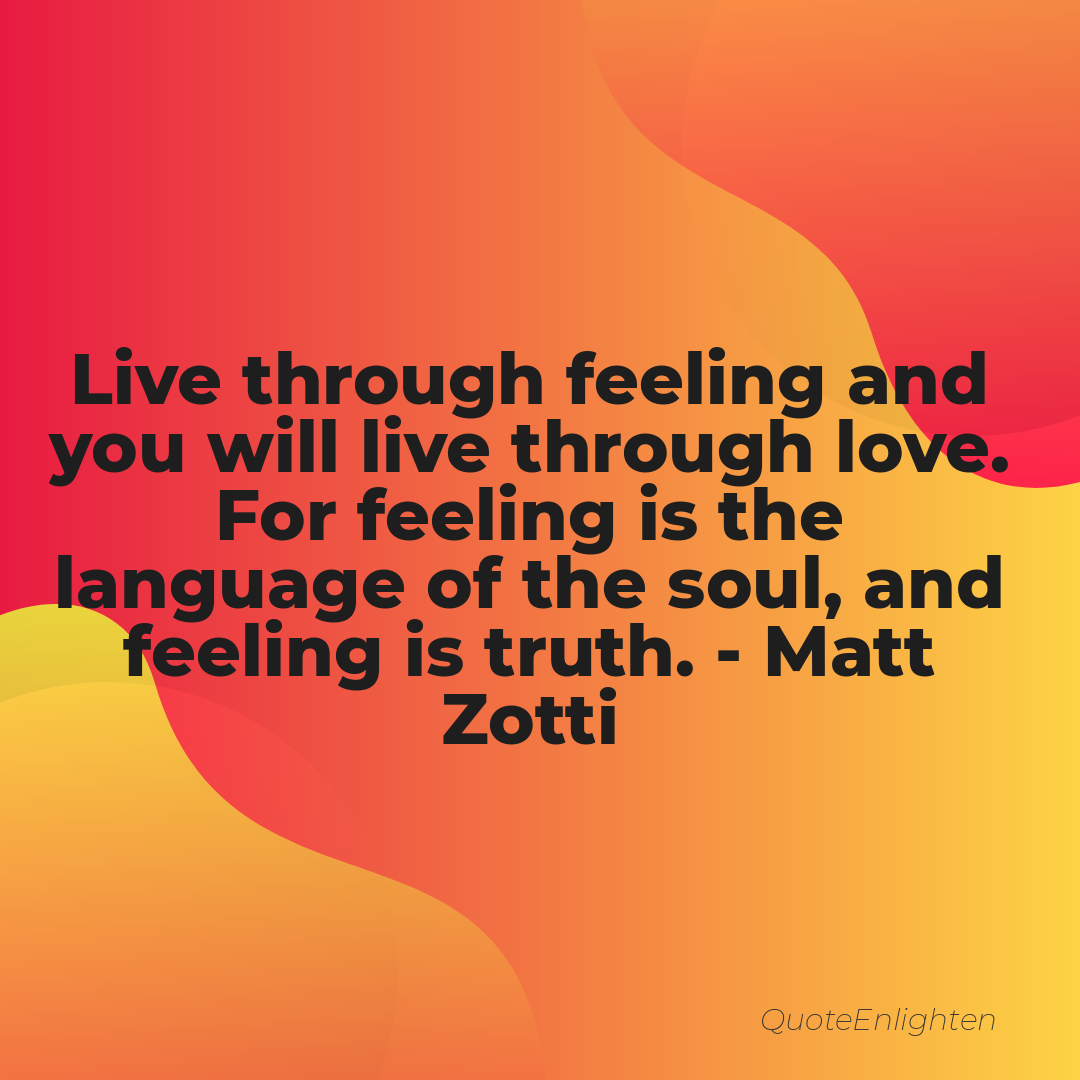 Live through feeling and
you will live through love.
For feeling is the
language of the soul, and
feeling is truth. - Matt
Zotti
QuoteEnlighten